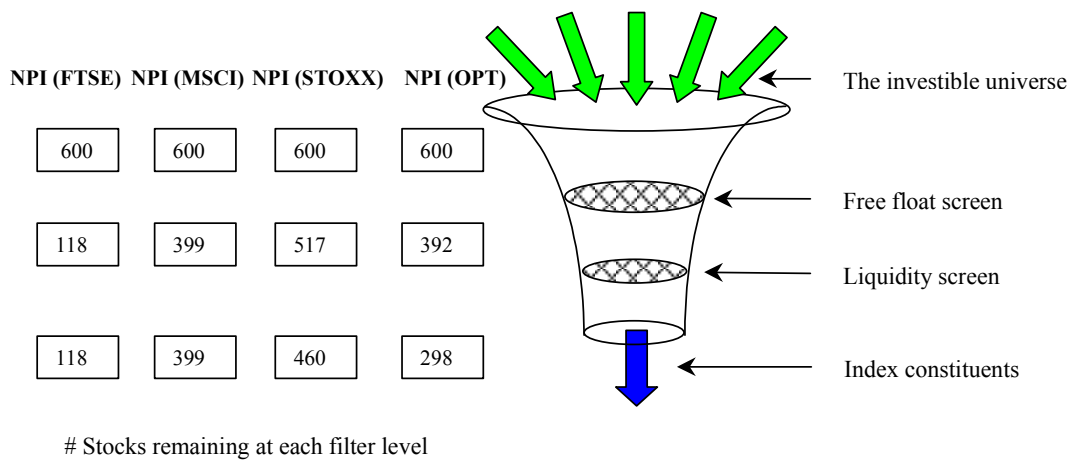 NPI (FTSE) NPI (MSCI) NPI (STOXX) NPI (OPT)
The investible universe
600 600 600 600
Free float screen
118 399 517 392
Liquidity screen
118 399 460 298
Index constituents
# Stocks remaining at each filter level